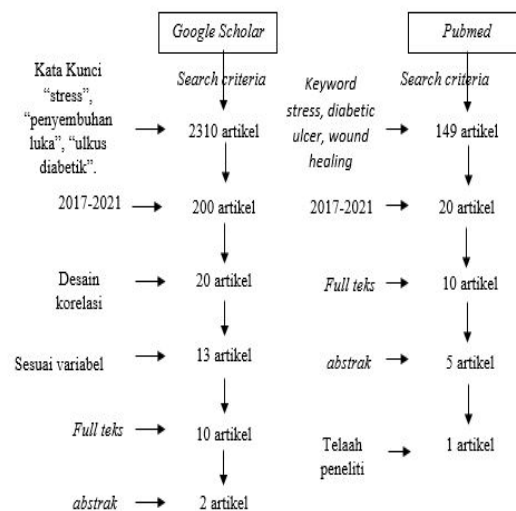 Google Scholar
Search criteria
Kata Kunci
“stress”,
“penyembuhan
luka”, “ulkus
diabetik”.
2310 artikel
2017-2021
200 artikel
Desain
korelasi
20 artikel
Sesuai variabel
13 artikel
Full teks
10 artikel
abstrak
2 artikel
Pubmed
Search criteria
Keyword
stress, diabetic
ulcer, wound
healing
149 artikel
2017-2021
20 artikel
Full teks
10 artikel
abstrak
5 artikel
Telaah
peneliti
1 artikel